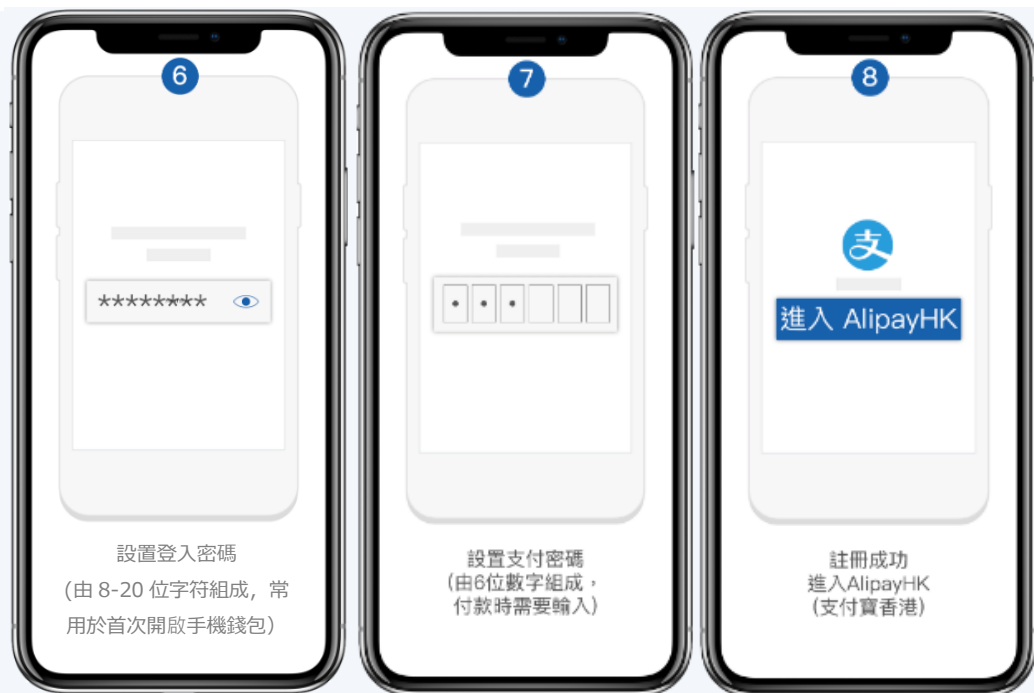 6
********
設置登入密碼
(由 8-20 位字符組成，常
用於首次開啟手機錢包)
7
設置支付密碼
(由6位數字組成，
付款時需要輸入)
8
支
進入 AlipayHK
註冊成功
進入AlipayHK
(支付寶香港)